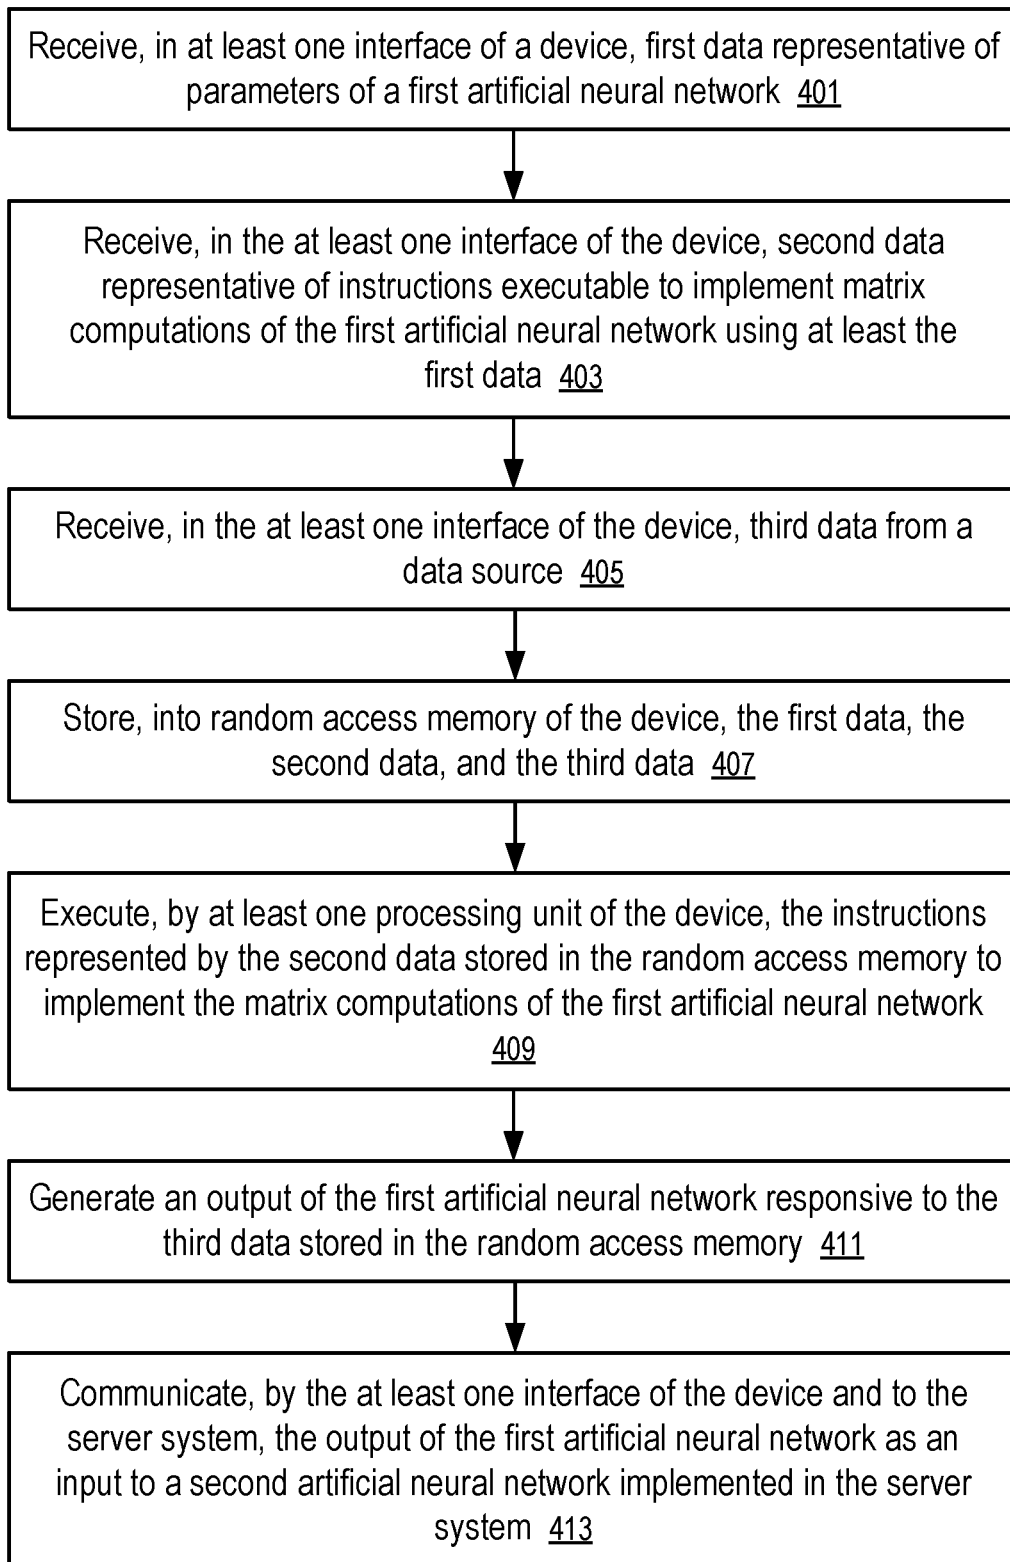 Receive, in at least one interface of a device, first data representative of
parameters of a first artificial neural network 401
Receive, in the at least one interface of the device, second data
representative of instructions executable to implement matrix
computations of the first artificial neural network using at least the
first data 403
Receive, in the at least one interface of the device, third data from a
data source 405
Store, into random access memory of the device, the first data, the
second data, and the third data 407
Execute, by at least one processing unit of the device, the instructions
represented by the second data stored in the random access memory to
implement the matrix computations of the first artificial neural network
409
Generate an output of the first artificial neural network responsive to the
third data stored in the random access memory 411
Communicate, by the at least one interface of the device and to the
server system, the output of the first artificial neural network as an
input to a second artificial neural network implemented in the server
system 413